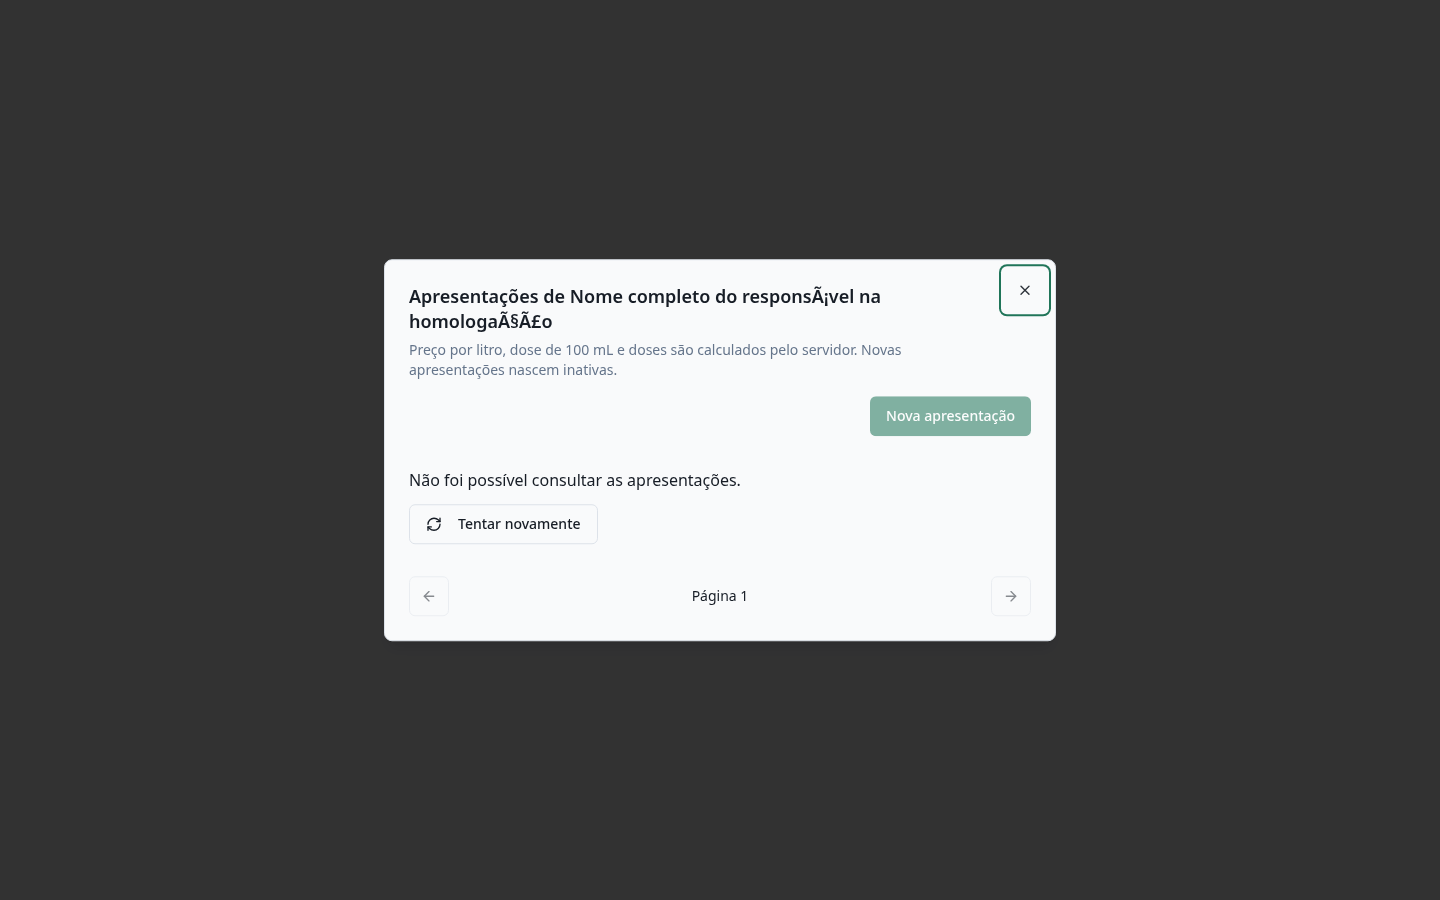 Apresentações de Nome completo do responsÃ¡vel na
homologaÃ§Ã£o
Preço por litro, dose de 100 mL e doses são calculados pelo servidor. Novas
apresentações nascem inativas.
Nova apresentação
Não foi possível consultar as apresentações.
Tentar novamente
Página 1